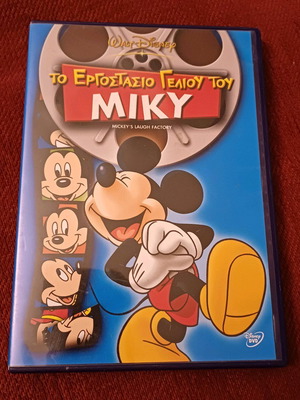 Walt Disney
ΤΟ ΕΡΓΟΣΤΑΣΙΟ ΓΕΛΙΟΥ ΤΟΥ
ΜΙΚΥ
MICKEY'S LAUGH FACTORY
Disney
DVD